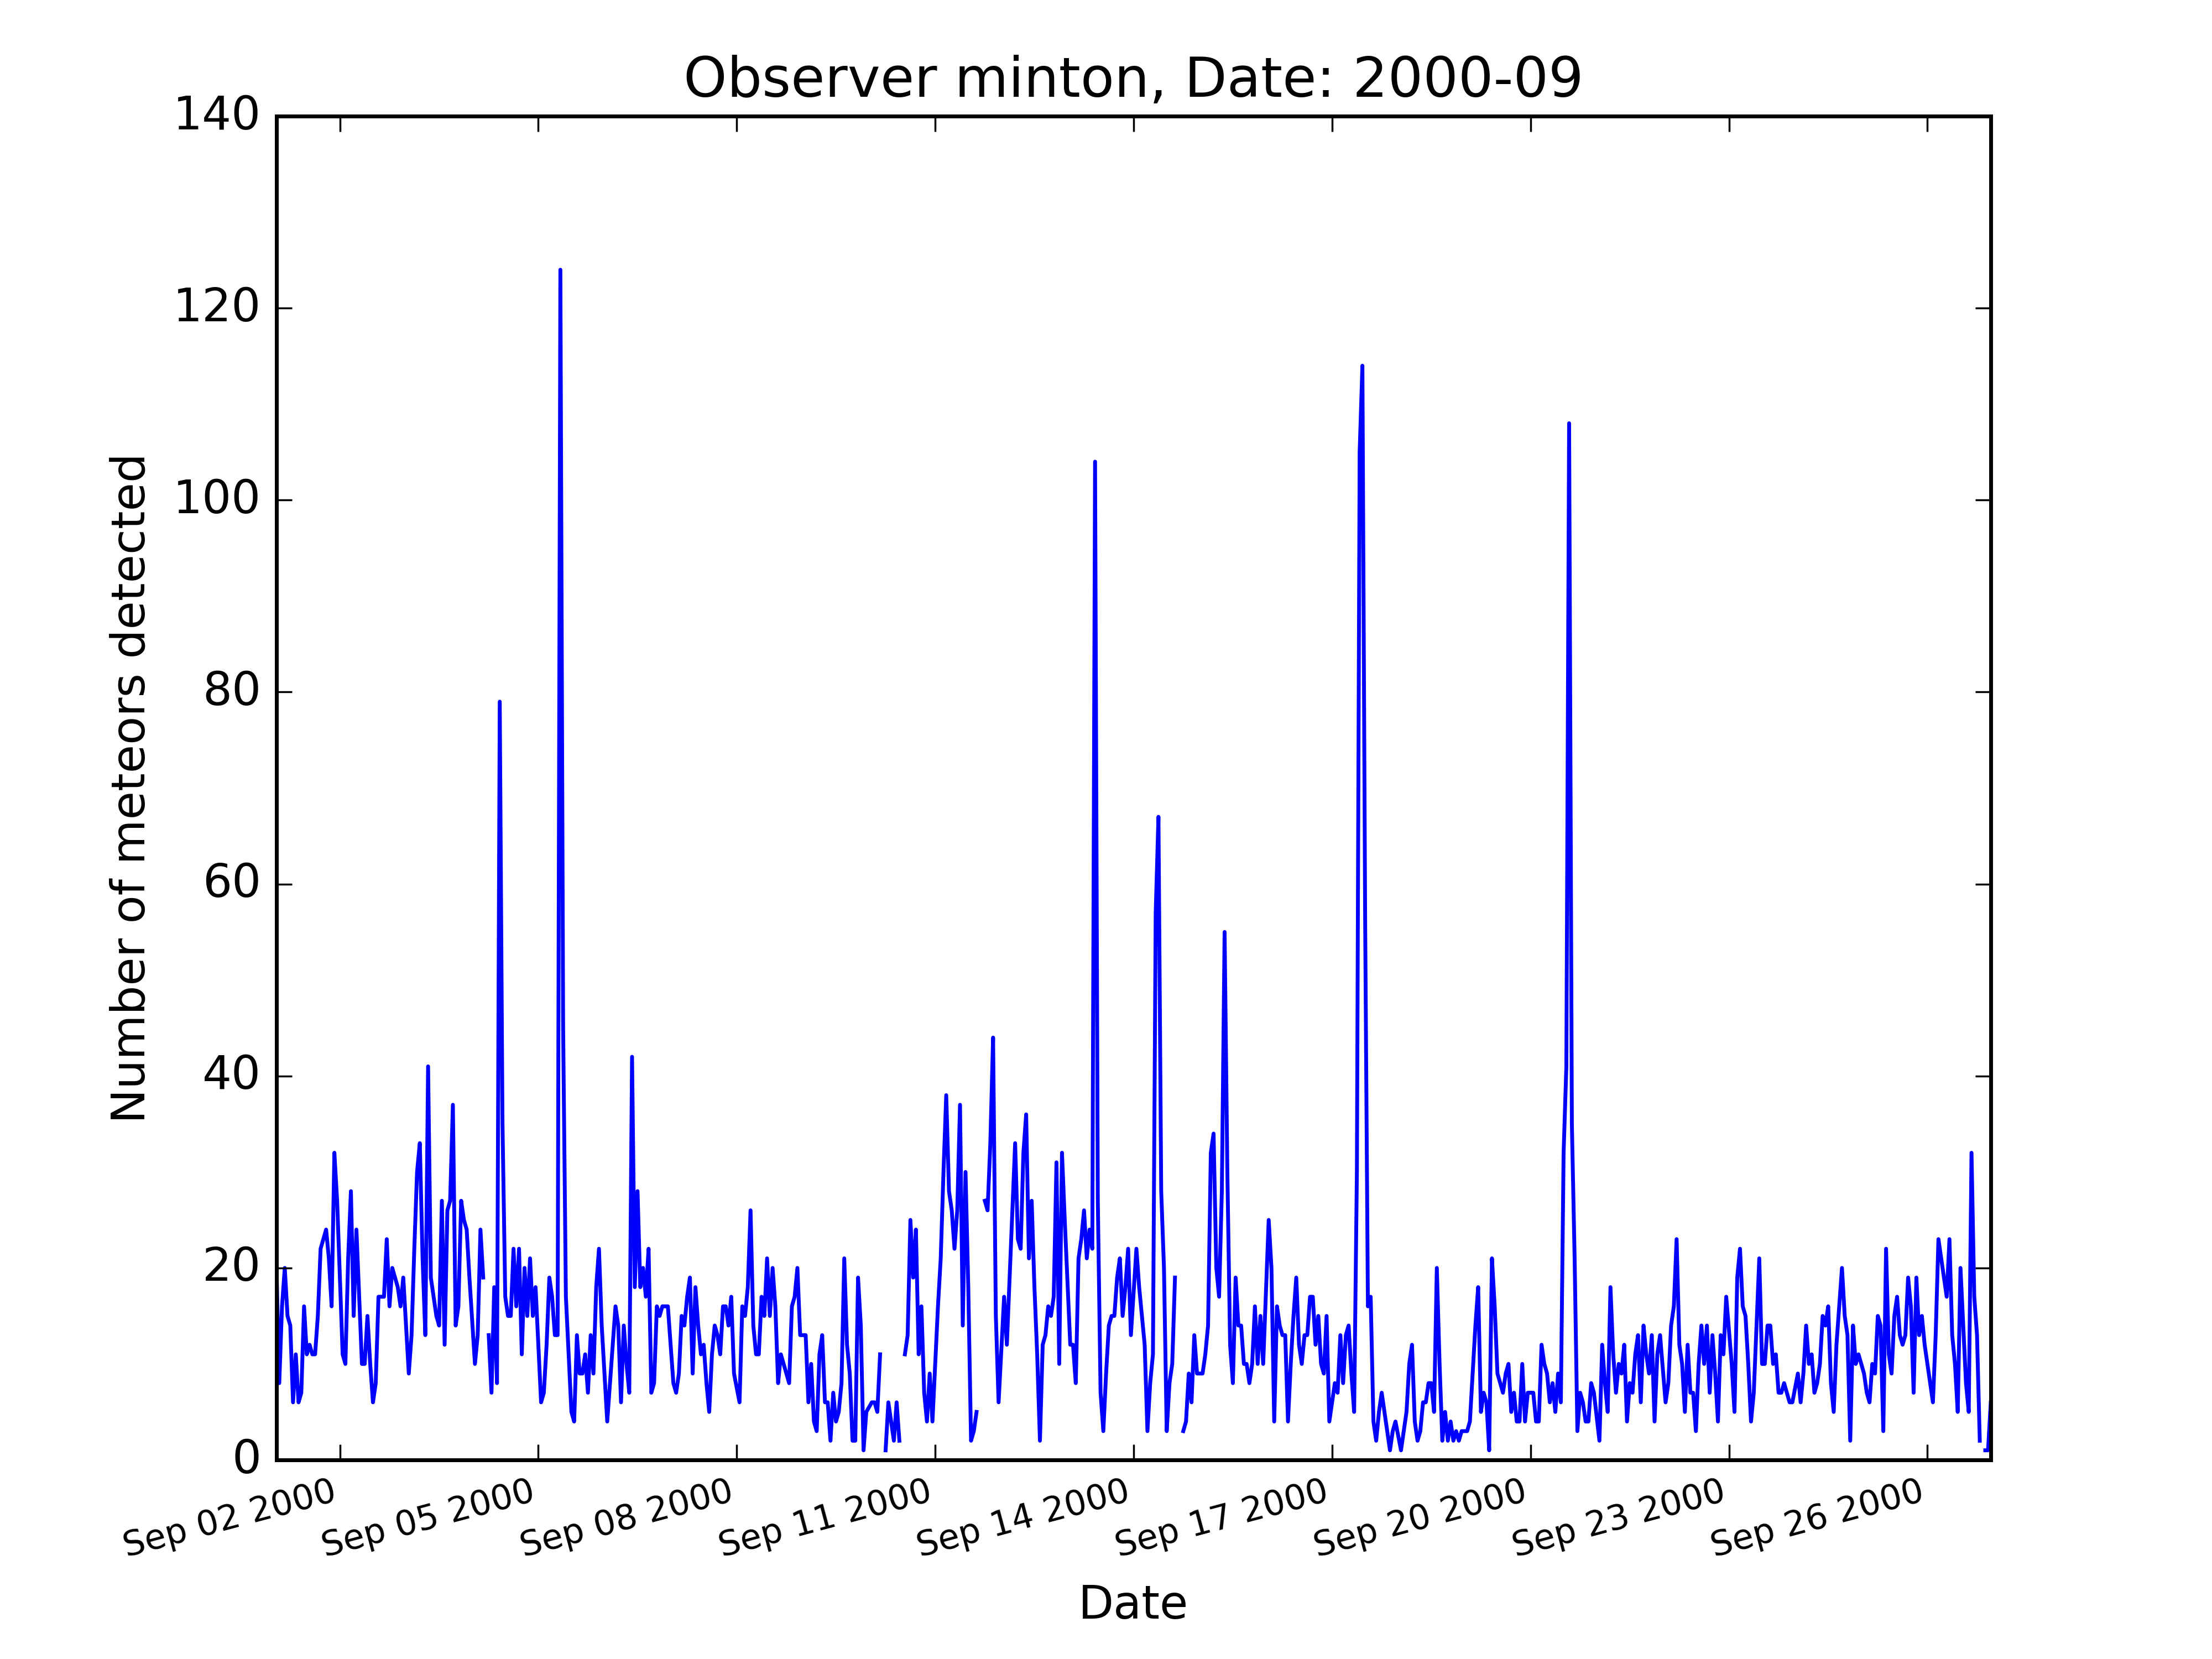 Observer minton, Date: 2000-09
140
120
100
80
60
40
20
0
Number of meteors detected
Sep 02 2000
Sep 05 2000
Sep 08 2000
Sep 11 2000
Sep 14 2000
Sep 17 2000
Sep 20 2000
Sep 23 2000
Sep 26 2000
Date